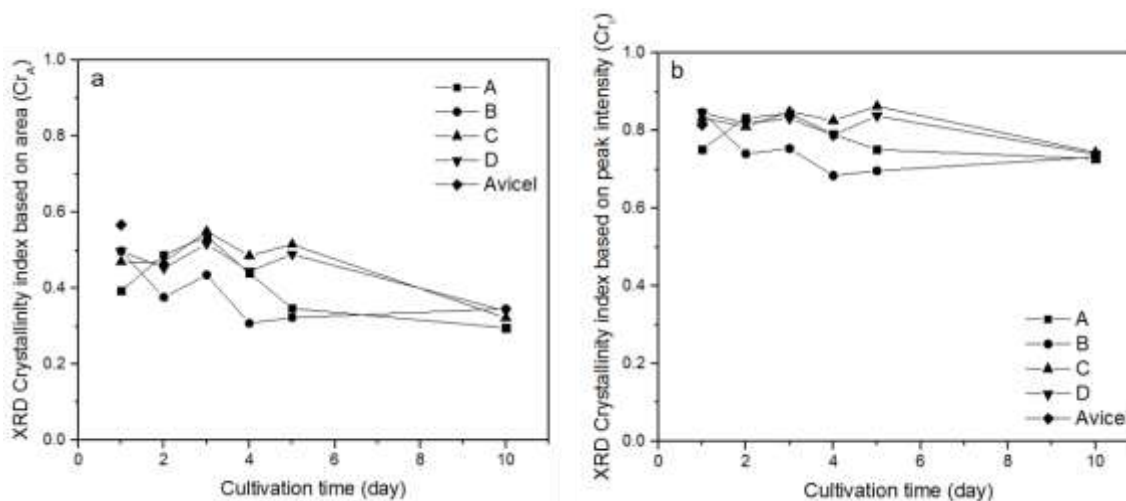 XRD Crystallinity index based on area (CrA)
1.0
0.8
0.6
0.4
0.2
0.0
a
A
B
C
D
Avicel
0
2
4
6
8
10
Cultivation time (day)
XRD Crystallinity index based on peak intensity (CrI)
1.0
0.8
0.6
0.4
0.2
0.0
b
A
B
C
D
Avicel
0
2
4
6
8
10
Cultivation time (day)